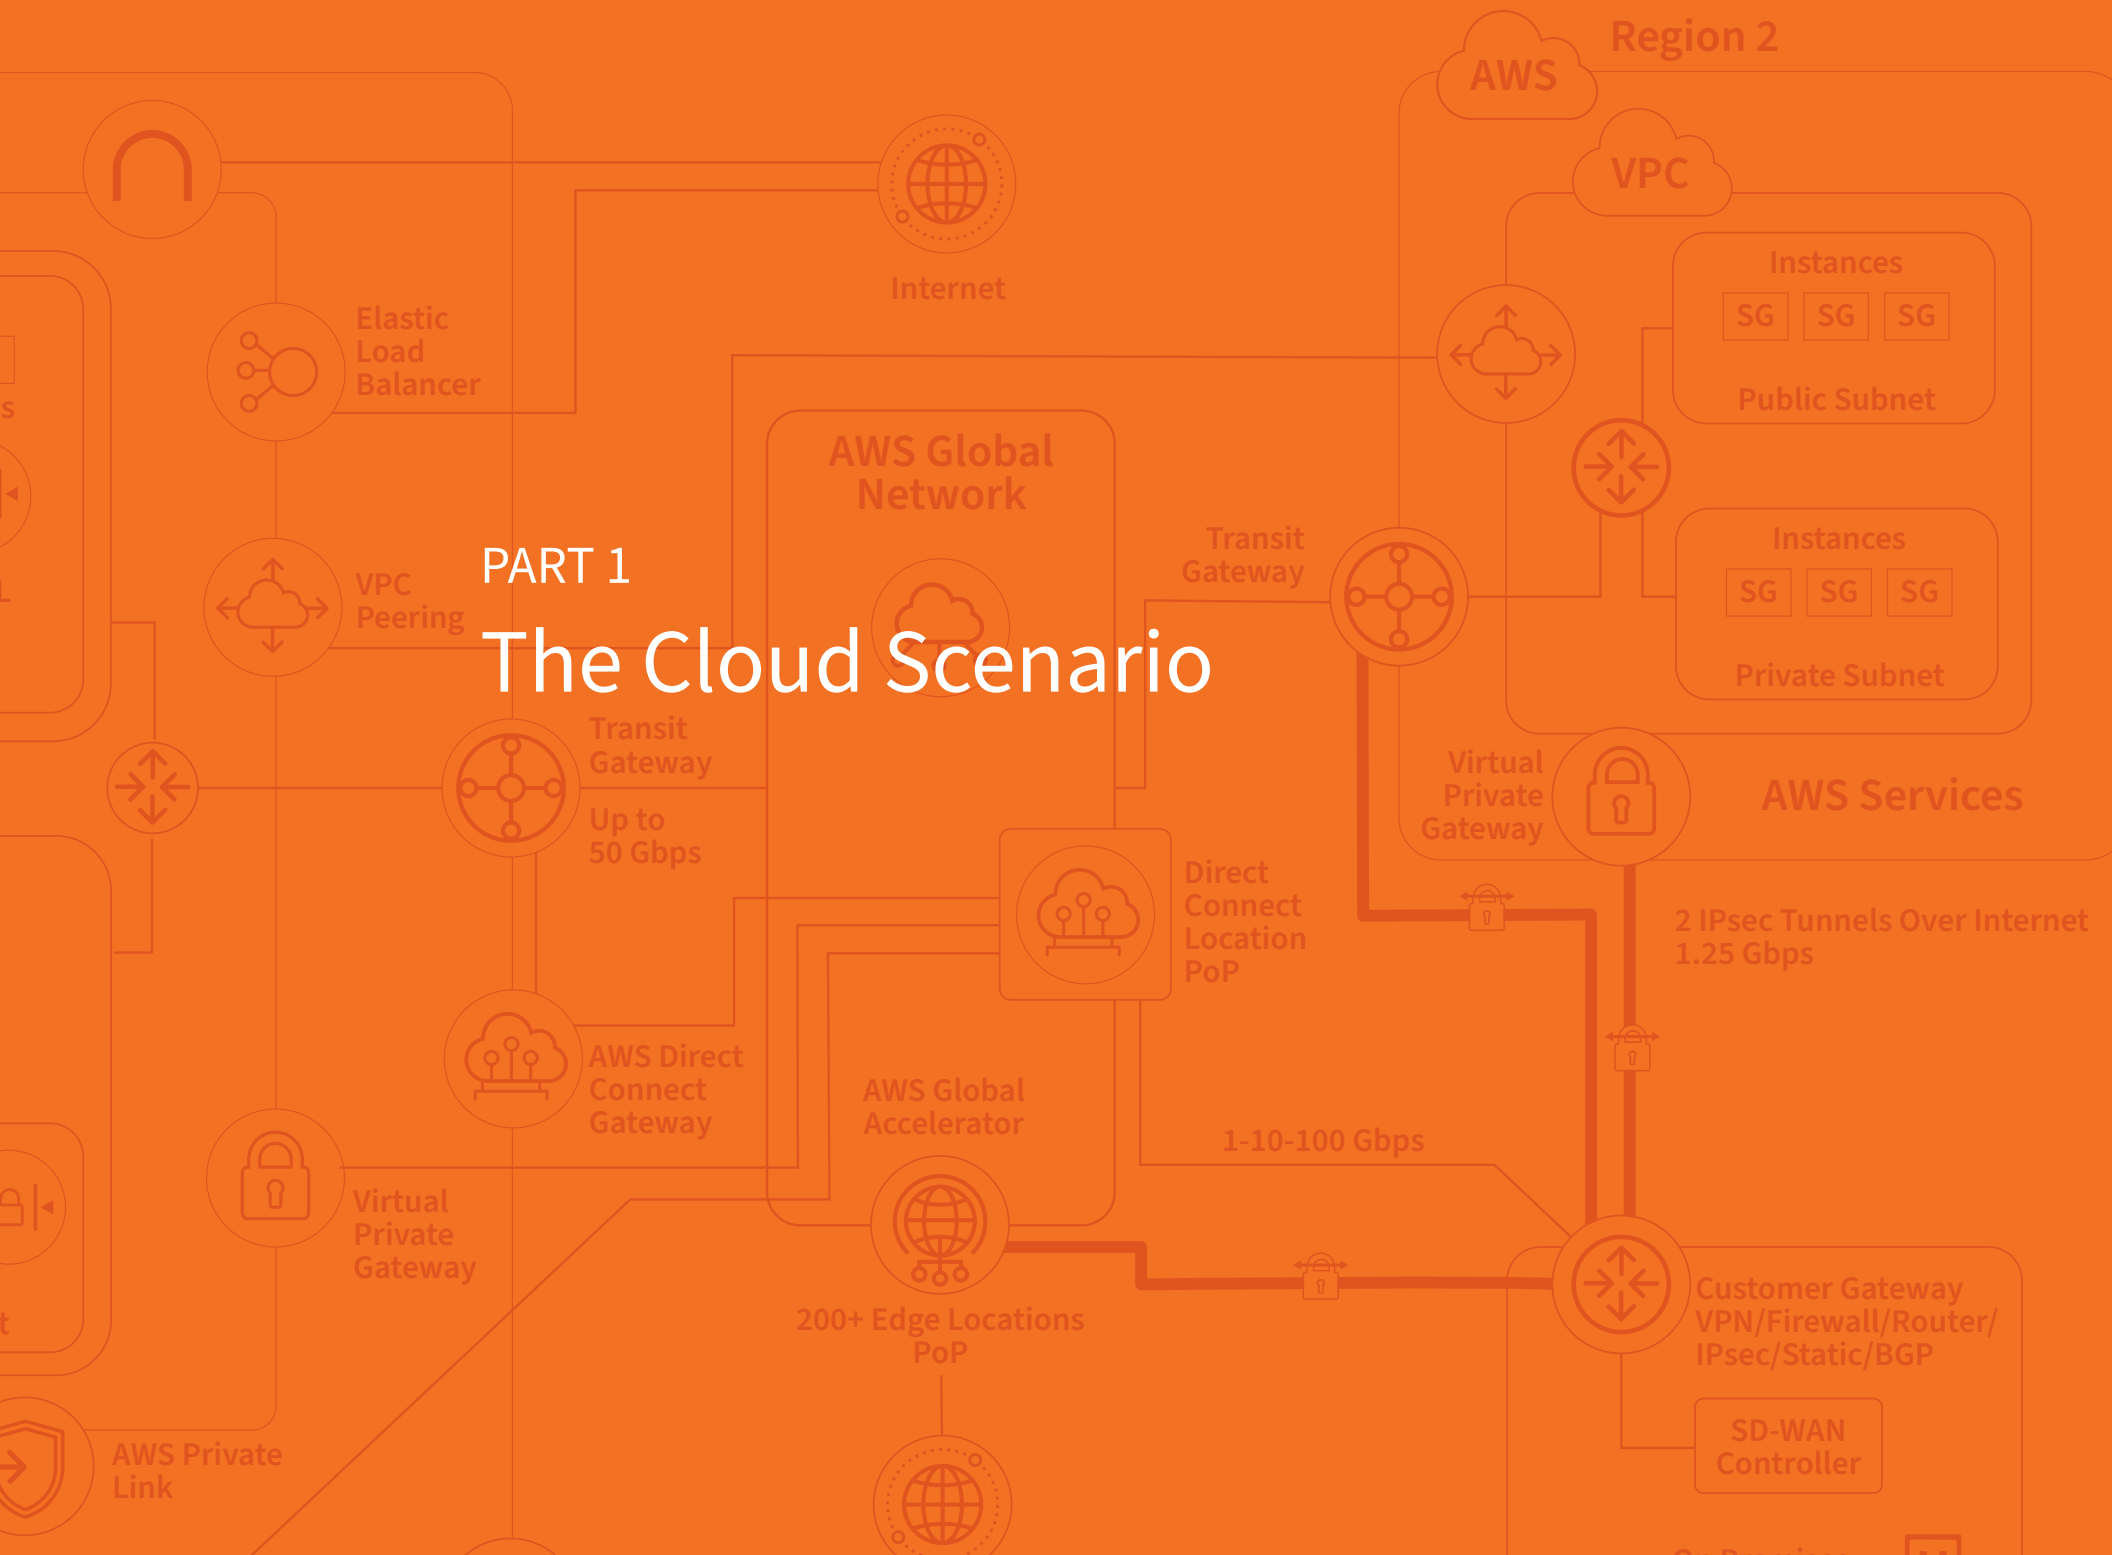 Region 2
AWS
VPC
Instances
SG SG SG
Public Subnet
Internet
Elastic
Load
Balancer
s
AWS Global
Network
PART 1
The Cloud Scenario
VPC
Peering
L
Transit
Gateway
Instances
SG SG SG
Private Subnet
Transit
Gateway
Up to
50 Gbps
Virtual
Private
Gateway
AWS Services
Direct
Connect
Location
PoP
2 IPsec Tunnels Over Internet
1.25 Gbps
AWS Direct
Connect
Gateway
AWS Global
Accelerator
1-10-100 Gbps
Virtual
Private
Gateway
200+ Edge Locations
PoP
t
Customer Gateway
VPN/Firewall/Router/
IPsec/Static/BGP
SD-WAN
Controller
AWS Private
Link